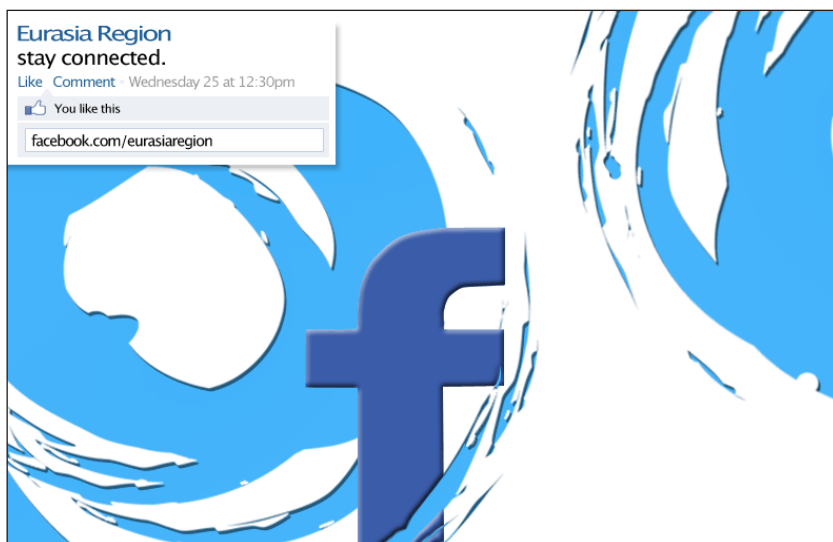 Eurasia Region
stay connected.
Like Comment · Wednesday 25 at 12:30pm
You like this
facebook.com/eurasiaregion
f